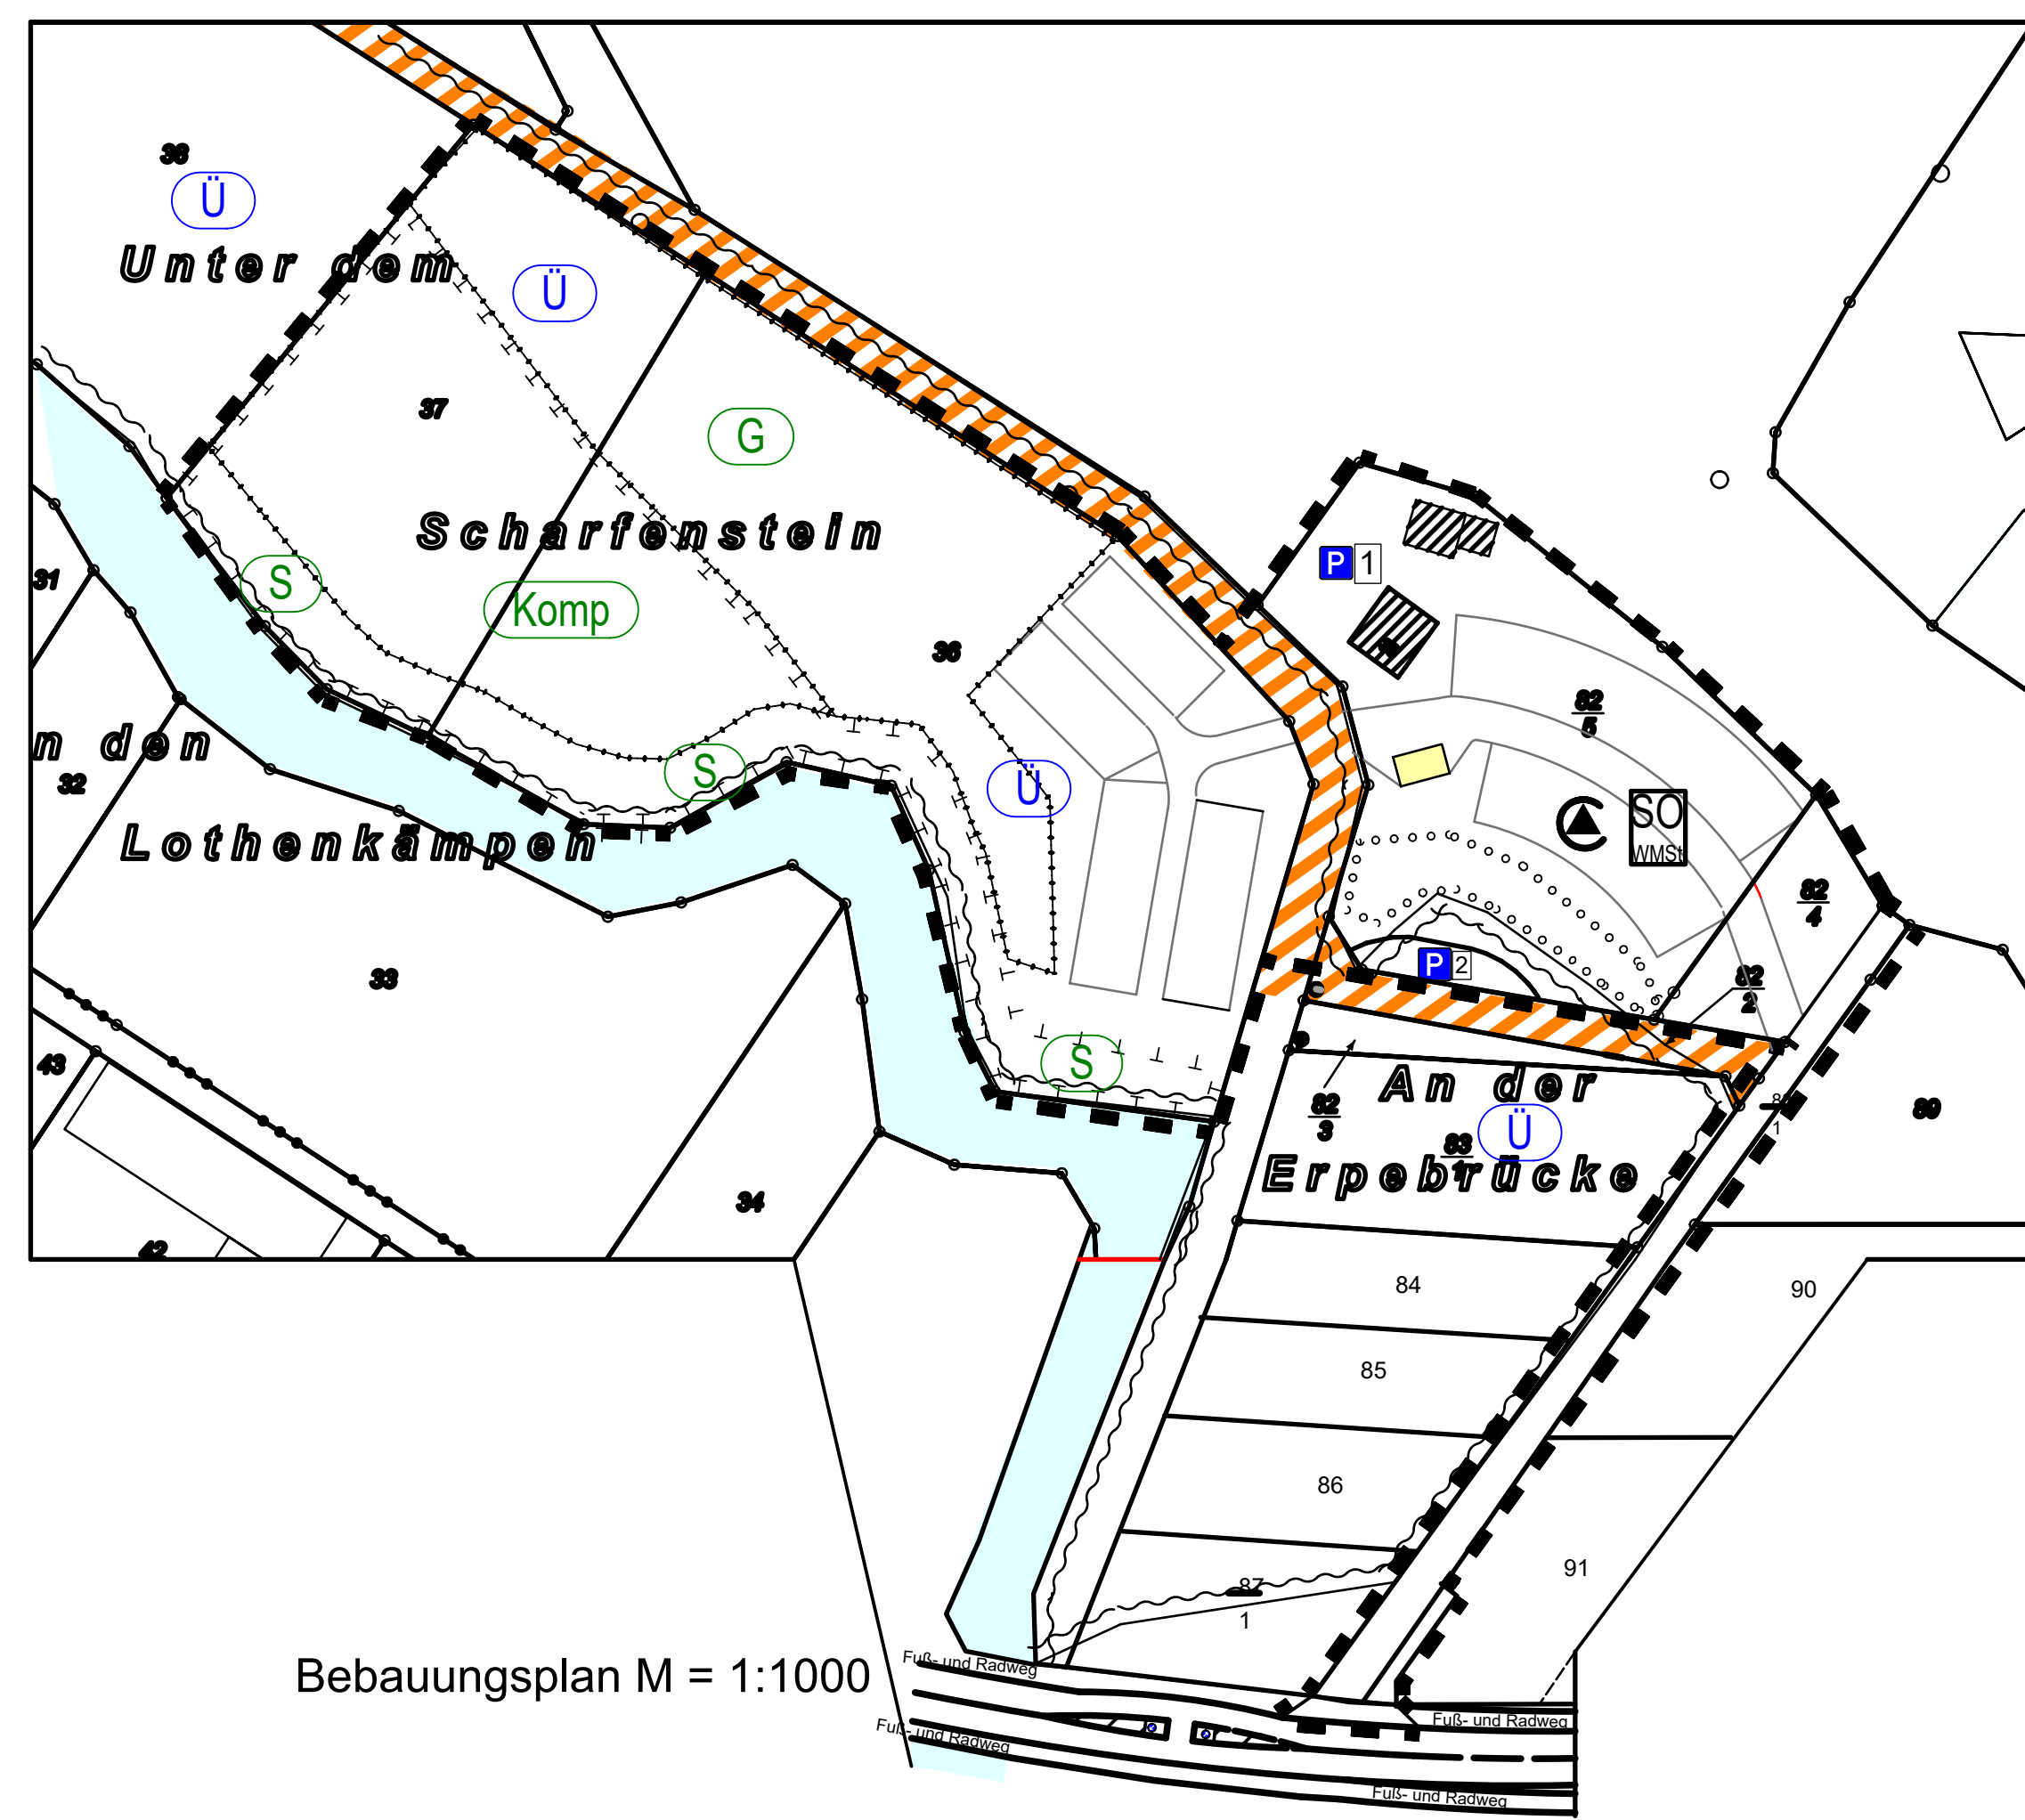 38
Ü
Unter dem
Ü
37
G
Scharfenstein
P 1
S
31
Komp
36
82
5
n den
32
S
Ü
SO
WMSt
Lothenkämpen
82
4
33
P 2
82
2
43
S
An der
82
3
80
83
Ü
Erpebrücke
34
42
84
90
85
86
91
87
1
Bebauungsplan M = 1:1000
Fuß- und Radweg
Fuß- und Radweg
Fuß- und Radweg
Fuß- und Radweg